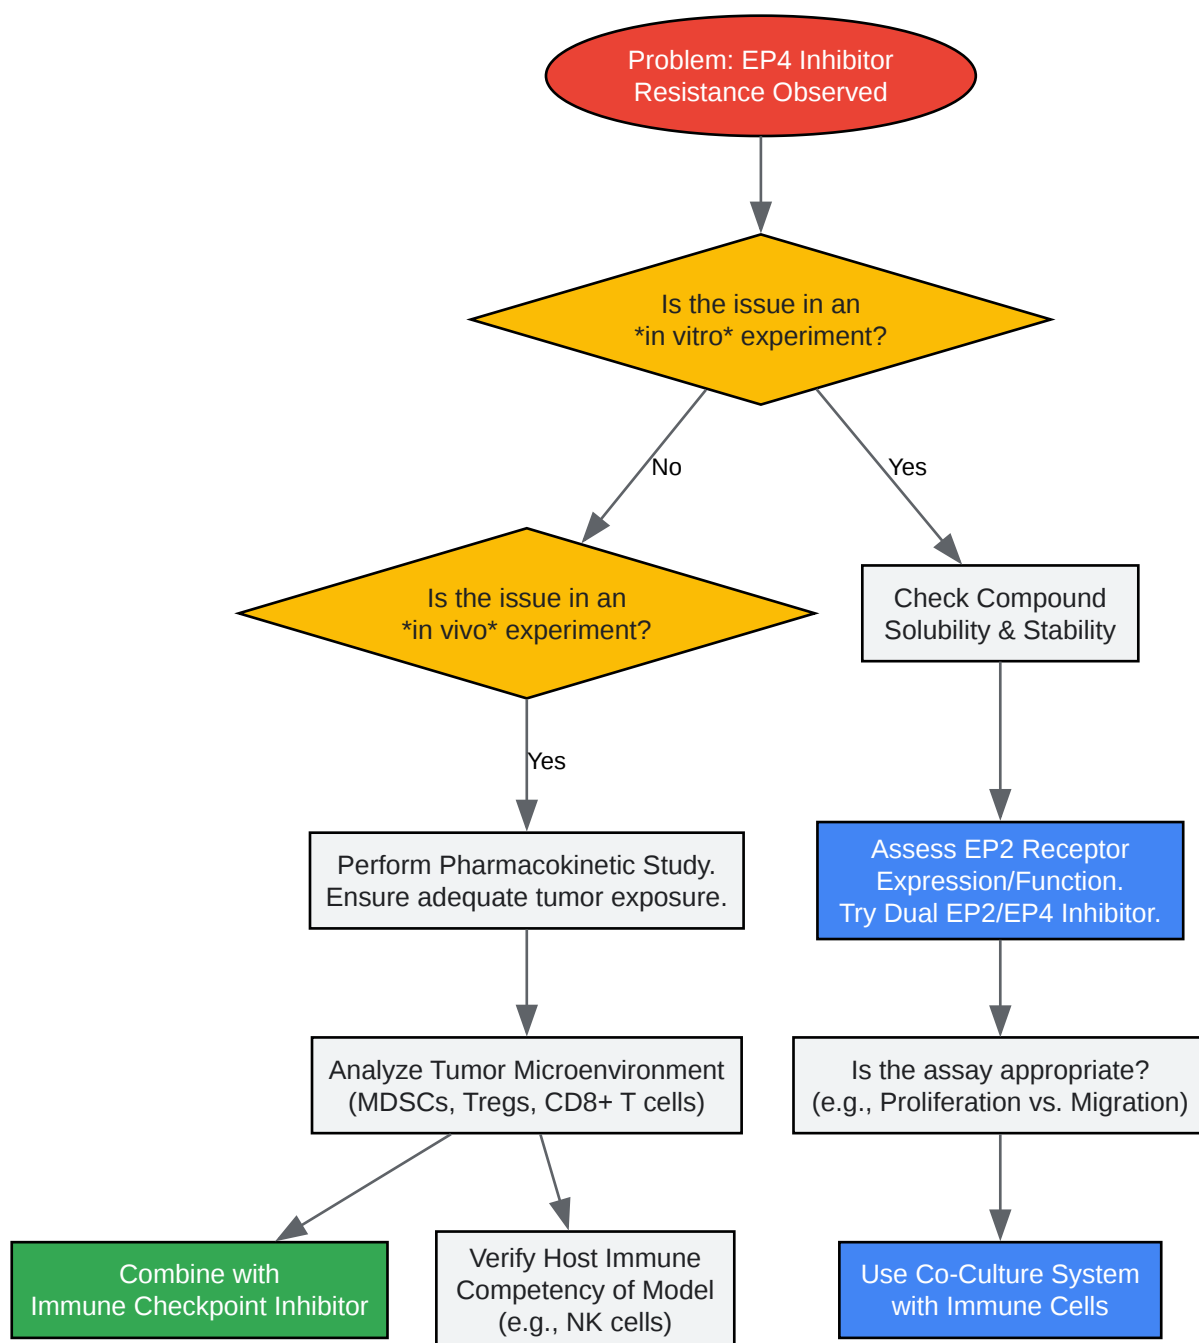 Problem: EP4 Inhibitor
Resistance Observed
Is the issue in an
*in vitro* experiment?
No
Yes
Is the issue in an
*in vivo* experiment?
Check Compound
Solubility & Stability
Yes
Perform Pharmacokinetic Study.
Ensure adequate tumor exposure.
Assess EP2 Receptor
Expression/Function.
Try Dual EP2/EP4 Inhibitor.
Analyze Tumor Microenvironment
(MDSCs, Tregs, CD8+ T cells)
Is the assay appropriate?
(e.g., Proliferation vs. Migration)
Combine with
Immune Checkpoint Inhibitor
Verify Host Immune
Competency of Model
(e.g., NK cells)
Use Co-Culture System
with Immune Cells